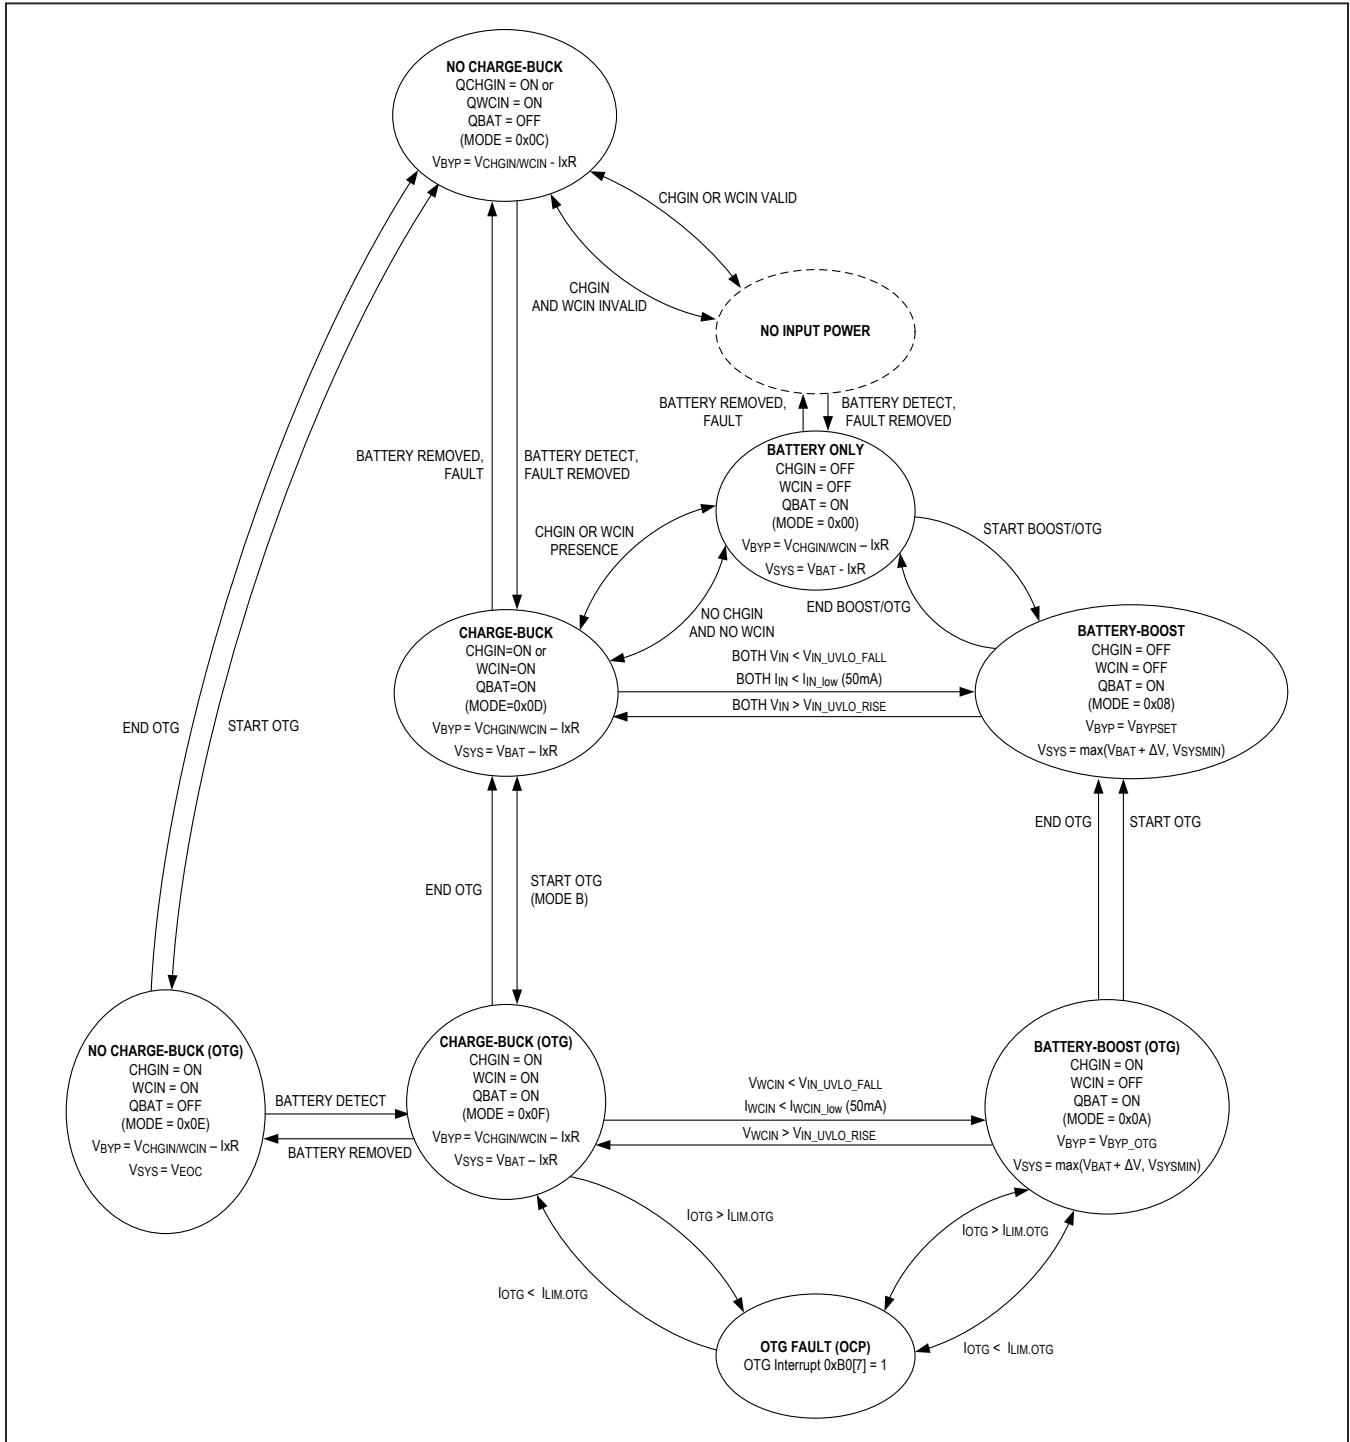 NO CHARGE-BUCK
QCHGIN = ON or
QWCIN = ON
QBAT = OFF
(MODE = 0x0C)
VBYP = VCHGIN/WCIN - IxR
CHGIN OR WCIN VALID
CHGIN
AND WCIN INVALID
NO INPUT POWER
BATTERY REMOVED,
FAULT
BATTERY DETECT,
FAULT REMOVED
BATTERY REMOVED,
FAULT
BATTERY DETECT,
FAULT REMOVED
BATTERY ONLY
CHGIN = OFF
WCIN = OFF
QBAT = ON
(MODE = 0x00)
VBYP = VCHGIN/WCIN – IxR
VSYS = VBAT - IxR
CHGIN OR WCIN
PRESENCE
START BOOST/OTG
END BOOST/OTG
NO CHGIN
AND NO WCIN
CHARGE-BUCK
CHGIN=ON or
WCIN=ON
QBAT=ON
(MODE=0x0D)
VBYP = VCHGIN/WCIN – IxR
VSYS = VBAT – IxR
BOTH VIN < VIN_UVLO_FALL
BOTH IIN < IIN_low (50mA)
BOTH VIN > VIN_UVLO_RISE
BATTERY-BOOST
CHGIN = OFF
WCIN = OFF
QBAT = ON
(MODE = 0x08)
VBYP = VBYPSET
VSYS = max(VBAT + ΔV, VSYSMIN)
END OTG
START OTG
END OTG
START OTG
(MODE B)
END OTG
START OTG
NO CHARGE-BUCK (OTG)
CHGIN = ON
WCIN = ON
QBAT = OFF
(MODE = 0x0E)
VBYP = VCHGIN/WCIN – IxR
VSYS = VEOC
BATTERY DETECT
BATTERY REMOVED
CHARGE-BUCK (OTG)
CHGIN = ON
WCIN = ON
QBAT = ON
(MODE = 0x0F)
VBYP = VCHGIN/WCIN – IxR
VSYS = VBAT – IxR
VWCIN < VIN_UVLO_FALL
IWCIN < IWCIN_low (50mA)
VWCIN > VIN_UVLO_RISE
BATTERY-BOOST (OTG)
CHGIN = ON
WCIN = OFF
QBAT = ON
(MODE = 0x0A)
VBYP = VBYP_OTG
VSYS = max(VBAT + ΔV, VSYSMIN)
IOTG > ILIM.OTG
IOTG < ILIM.OTG
IOTG > ILIM.OTG
IOTG < ILIM.OTG
OTG FAULT (OCP)
OTG Interrupt 0xB0[7] = 1